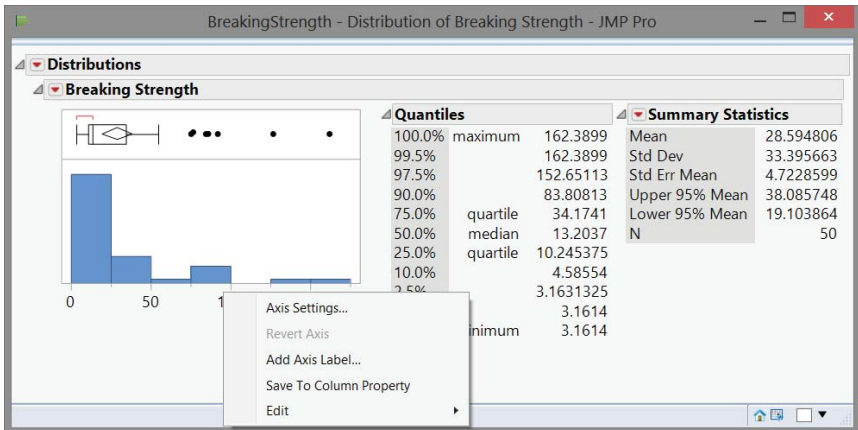 BreakingStrength - Distribution of Breaking Strength - JMP Pro
Distributions
Breaking Strength
0 50 1
Quantiles
100.0% maximum 162.3899
99.5% 162.3899
97.5% 152.65113
90.0% 83.80813
75.0% quartile 34.1741
50.0% median 13.2037
25.0% quartile 10.245375
10.0% 4.58554
2.5% 3.1631325
3.1614
inimum 3.1614
Summary Statistics
Mean 28.594806
Std Dev 33.395663
Std Err Mean 4.7228599
Upper 95% Mean 38.085748
Lower 95% Mean 19.103864
N 50
Axis Settings...
Revert Axis
Add Axis Label...
Save To Column Property
Edit